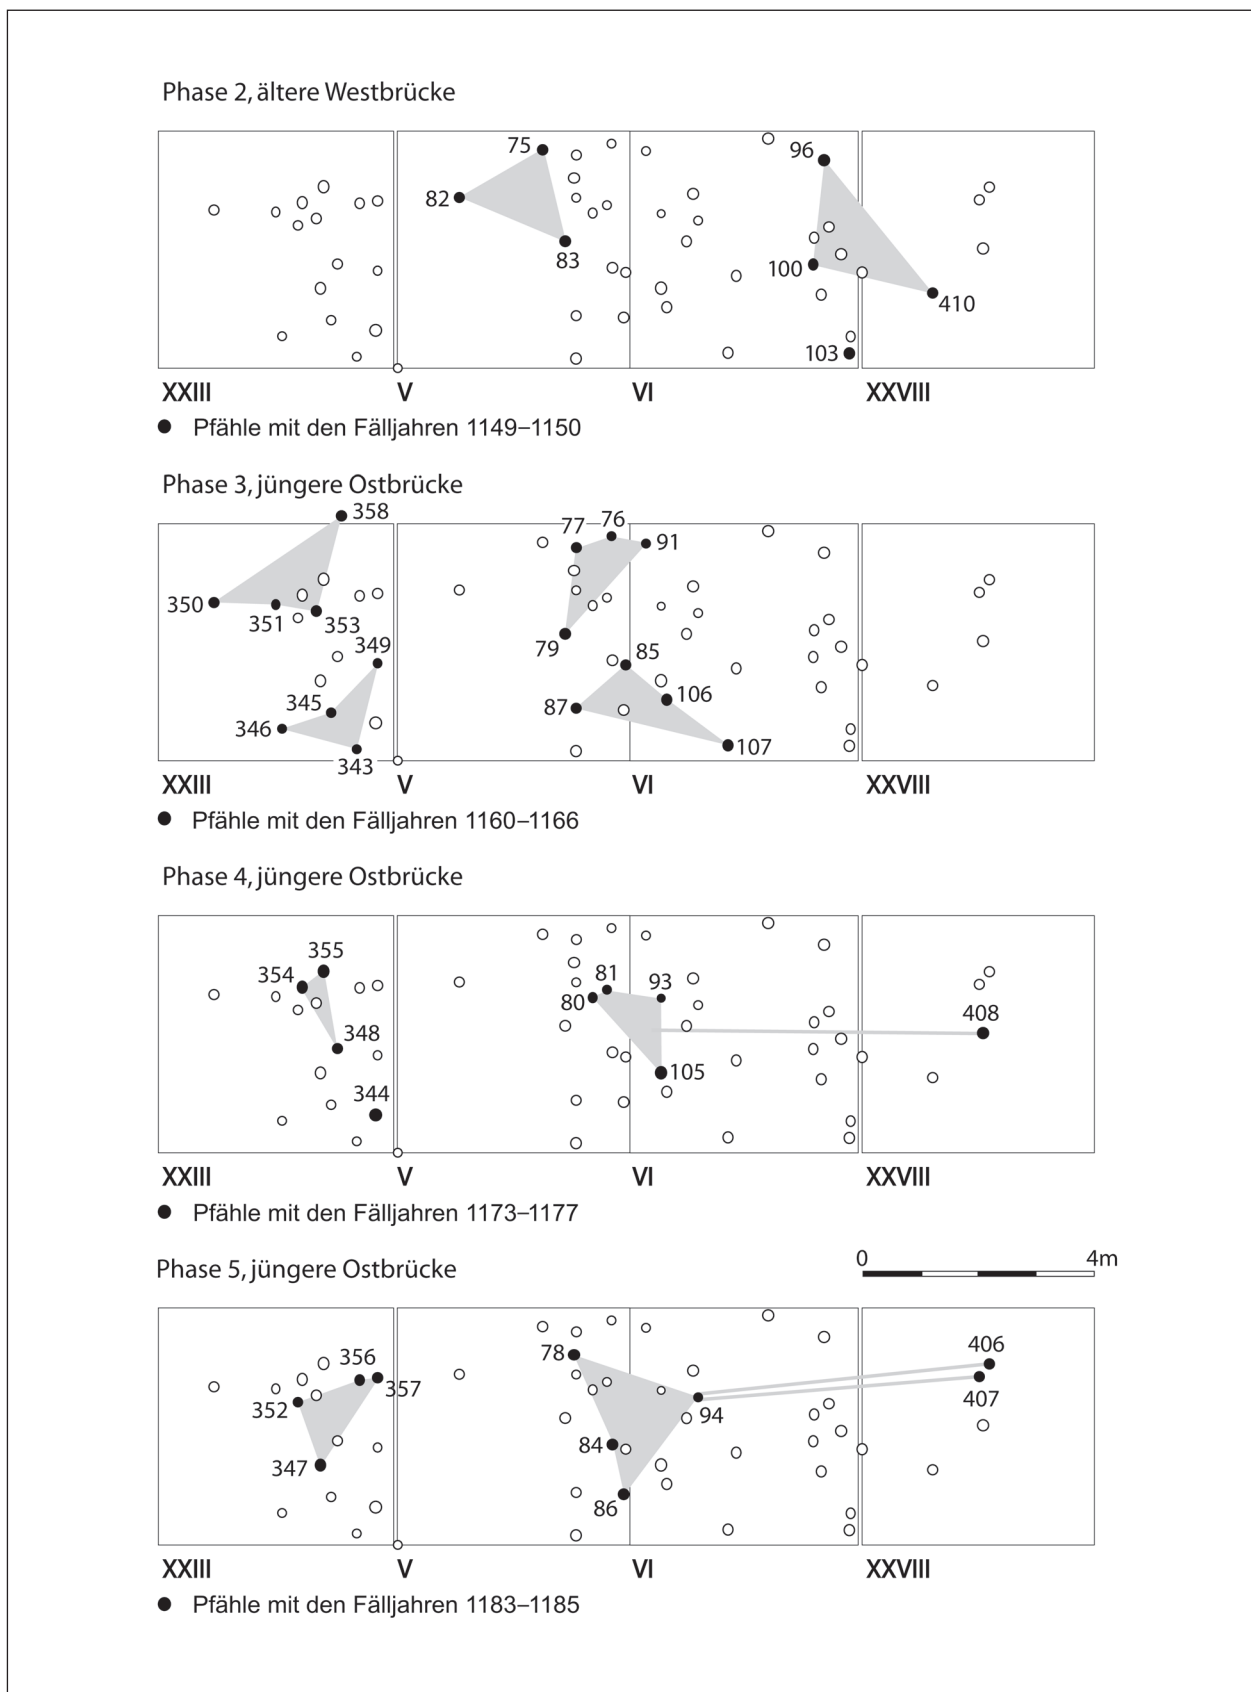 Phase 2, ältere Westbrücke
75
96
82
83
100
410
103
XXIII V VI XXVIII
Pfähle mit den Fälljahren 1149–1150
Phase 3, jüngere Ostbrücke
358
77 76
91
350
351 353
79
349
85
345
106
346
87
107
343
XXIII V VI XXVIII
Pfähle mit den Fälljahren 1160–1166
Phase 4, jüngere Ostbrücke
355
354
81 93
80
408
348
105
344
XXIII V VI XXVIII
Pfähle mit den Fälljahren 1173–1177
0 4m
Phase 5, jüngere Ostbrücke
406
356 78
357
407
352
94
84
347
86
XXIII V VI XXVIII
Pfähle mit den Fälljahren 1183–1185